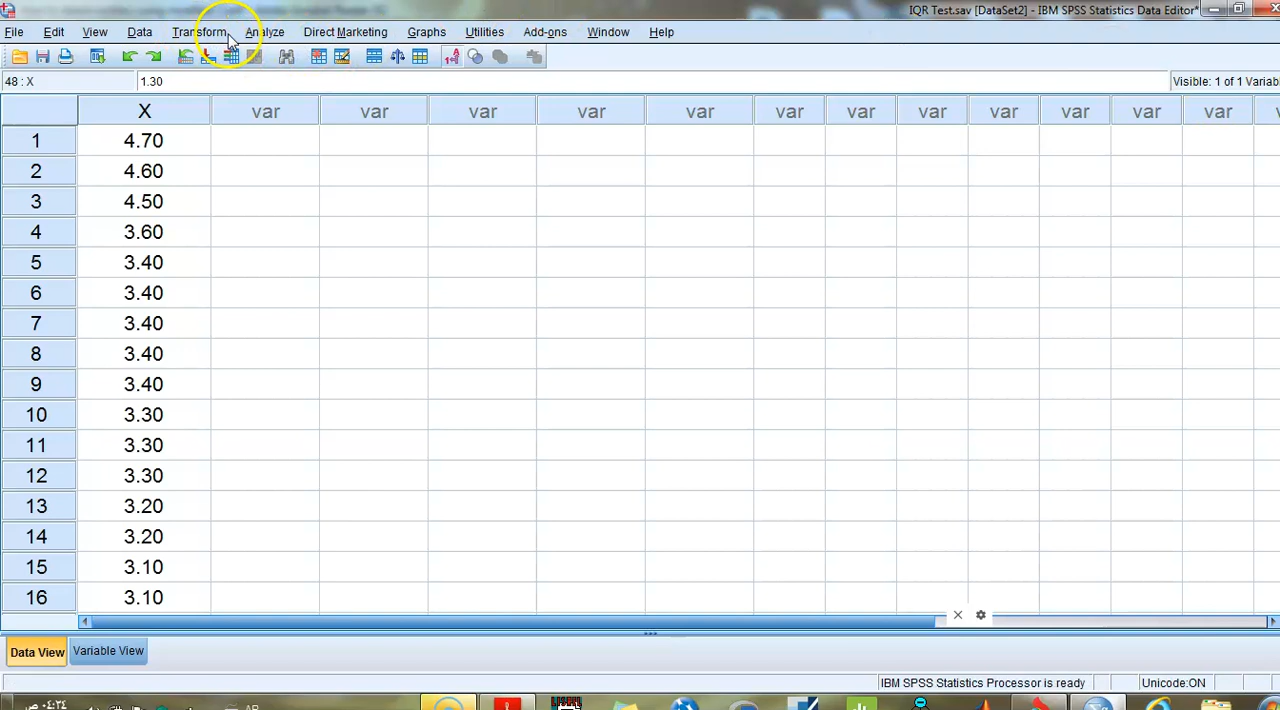 IQR Test.sav [DataSet2] - IBM SPSS Statistics Data Editor*
File Edit View Data Transform Analyze Direct Marketing Graphs Utilities Add-ons Window Help
48 : X 1.30 Visible: 1 of 1 Variab
X var var var var var var var var var var var var
1 4.70
2 4.60
3 4.50
4 3.60
5 3.40
6 3.40
7 3.40
8 3.40
9 3.40
10 3.30
11 3.30
12 3.30
13 3.20
14 3.20
15 3.10
16 3.10
Data View Variable View
IBM SPSS Statistics Processor is ready Unicode:ON